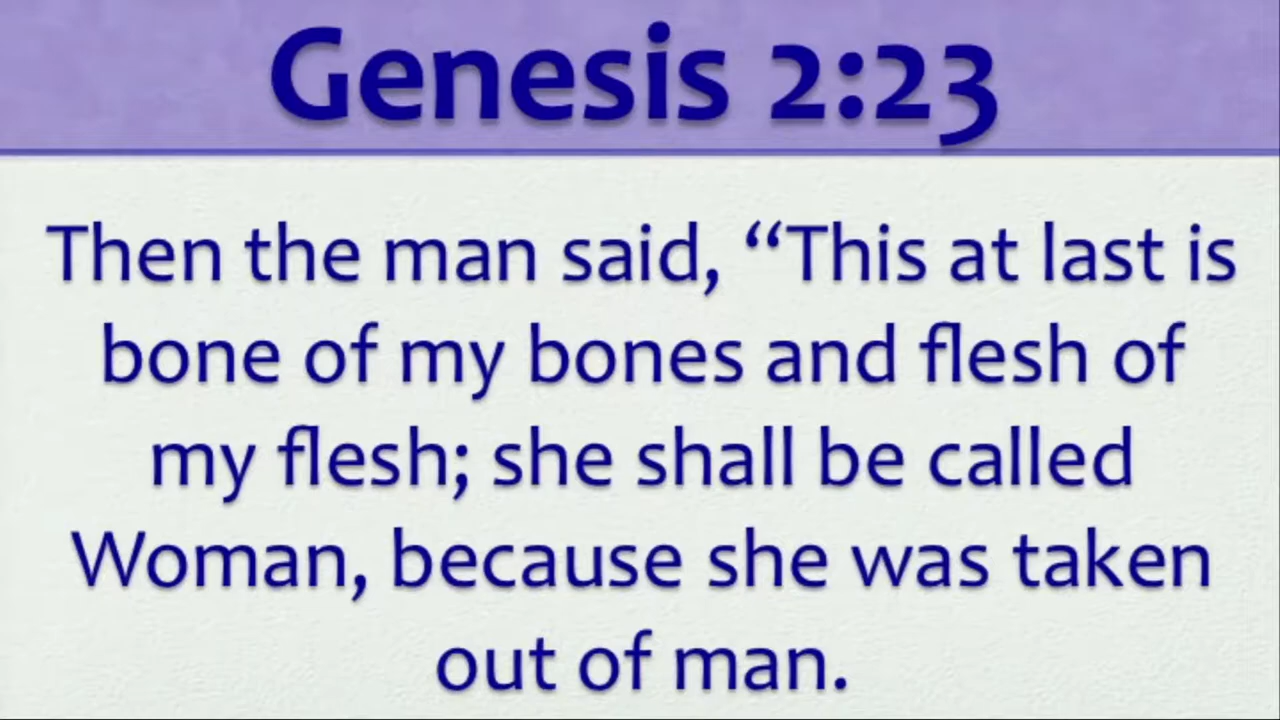 Genesis 2:23
Then the man said, “This at last is
bone of my bones and flesh of
my flesh; she shall be called
Woman, because she was taken
out of man.